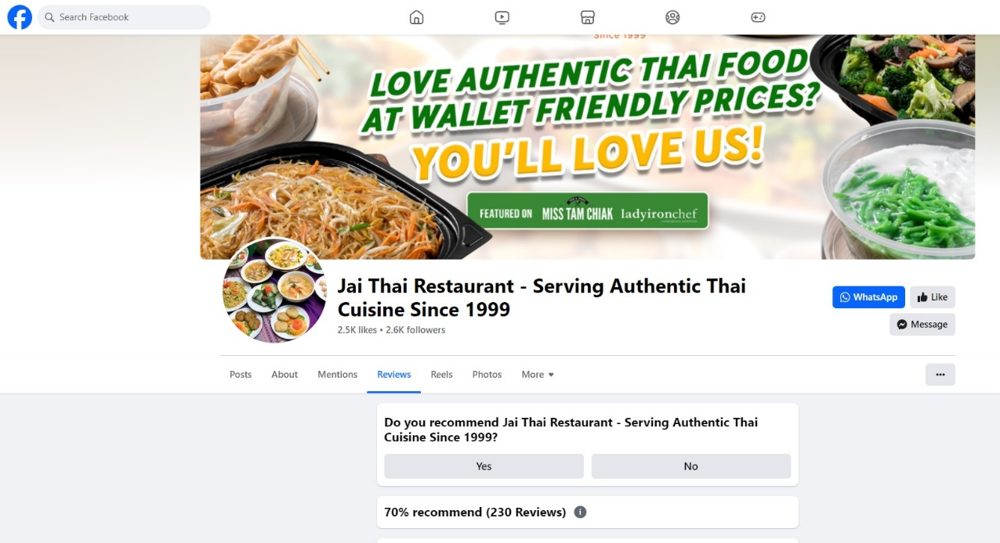 Search Facebook
Since 1999
LOVE AUTHENTIC THAI FOOD
AT WALLET FRIENDLY PRICES?
YOU'LL LOVE US!
FEATURED ON MISS TAM CHIAK ladyironchef
Jai Thai Restaurant - Serving Authentic Thai
Cuisine Since 1999
2.5K likes • 2.6K followers
WhatsApp
Like
Message
Posts About Mentions Reviews Reels Photos More
Do you recommend Jai Thai Restaurant - Serving Authentic Thai
Cuisine Since 1999?
Yes No
70% recommend (230 Reviews)